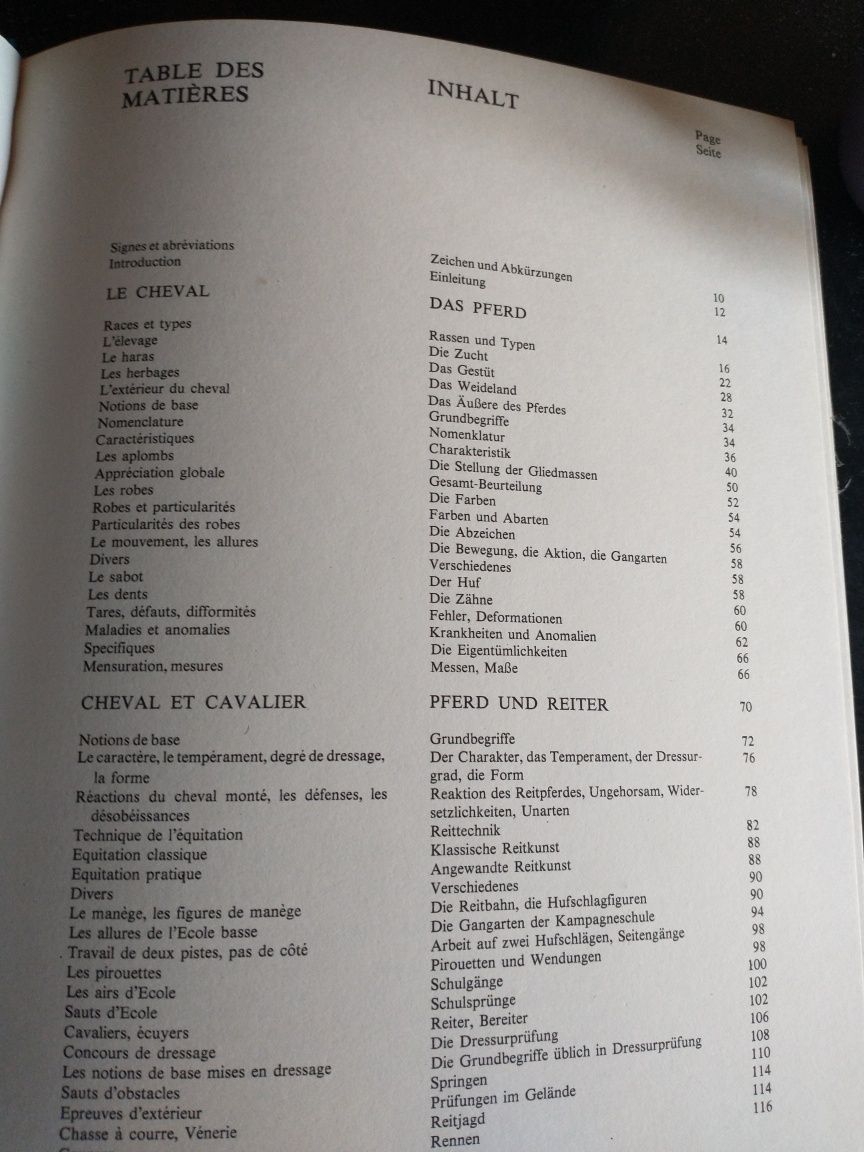 TABLE DES
MATIÈRES
Signes et abréviations
Introduction
LE CHEVAL
Races et types
L'élevage
Le haras
Les herbages
L'extérieur du cheval
Notions de base
Nomenclature
Caractéristiques
Les aplombs
Appréciation globale
Les robes
Robes et particularités
Particularités des robes
Le mouvement, les allures
Divers
Le sabot
Les dents
Tares, défauts, difformités
Maladies et anomalies
Specifiques
Mensuration, mesures
CHEVAL ET CAVALIER
Notions de base
Le caractère, le tempérament, degré de dressage,
la forme
Réactions du cheval monté, les défenses, les
désobéissances
Technique de l'équitation
Equitation classique
Equitation pratique
Divers
Le manège, les figures de manège
Les allures de l'Ecole basse
Travail de deux pistes, pas de côté
Les pirouettes
Les airs d'Ecole
Sauts d'Ecole
Cavaliers, écuyers
Concours de dressage
Les notions de base mises en dressage
Sauts d'obstacles
Epreuves d'extérieur
Chasse à courre, Vénerie
INHALT
Zeichen und Abkürzungen
Einleitung
DAS PFERD
Rassen und Typen
Die Zucht
Das Gestüt
Das Weideland
Das Äußere des Pferdes
Grundbegriffe
Nomenklatur
Charakteristik
Die Stellung der Gliedmassen
Gesamt-Beurteilung
Die Farben
Farben und Abarten
Die Abzeichen
Die Bewegung, die Aktion, die Gangarten
Verschiedenes
Der Huf
Die Zähne
Fehler, Deformationen
Krankheiten und Anomalien
Die Eigentümlichkeiten
Messen, Maße
PFERD UND REITER
Grundbegriffe
Der Charakter, das Temperament, der Dressur-
grad, die Form
Reaktion des Reitpferdes, Ungehorsam, Wider-
setzlichkeiten, Unarten
Reittechnik
Klassische Reitkunst
Angewandte Reitkunst
Verschiedenes
Die Reitbahn, die Hufschlagfiguren
Die Gangarten der Kampagneschule
Arbeit auf zwei Hufschlägen, Seitengänge
Pirouetten und Wendungen
Schulgänge
Schulsprünge
Reiter, Bereiter
Die Dressurprüfung
Die Grundbegriffe üblich in Dressurprüfung
Springen
Prüfungen im Gelände
Reitjagd
Rennen
Page
Seite
10
12
14
16
22
28
32
34
34
36
40
50
52
54
54
56
58
58
58
60
60
62
66
66
70
72
76
78
82
88
88
90
90
94
98
98
100
102
102
106
108
110
114
114
116